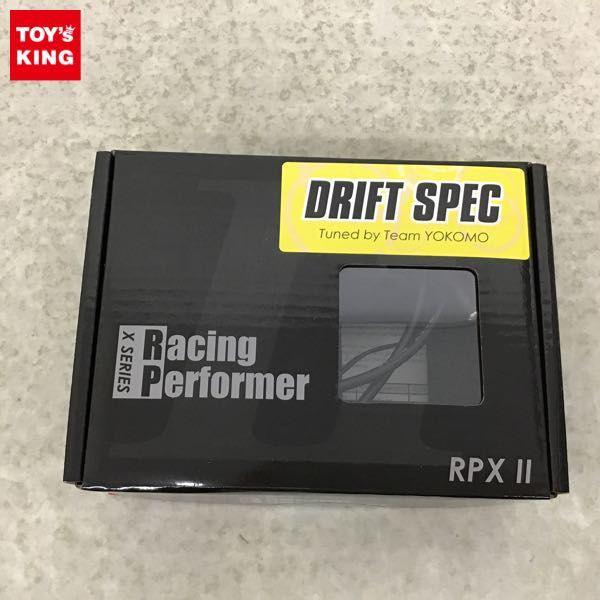 TOY'S
KING
DRIFT SPEC
Tuned by Team YOKOMO
X SERIES
Racing
Performer
RPX II